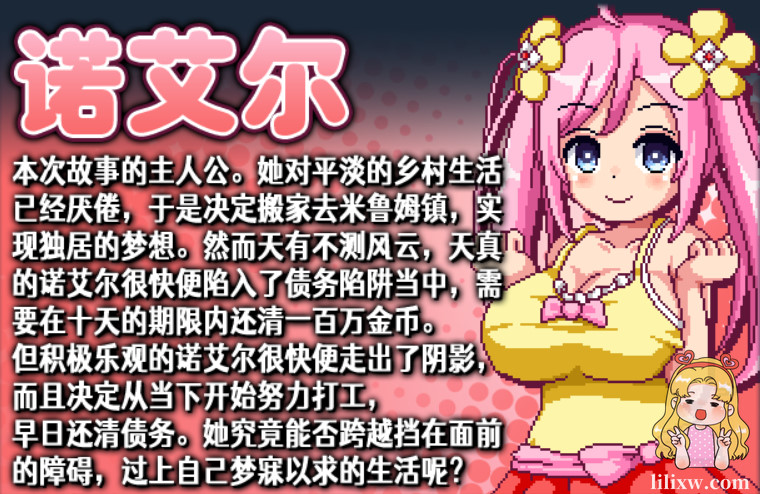 诺艾尔
本次故事的主人公。她对平淡的乡村生活
已经厌倦，于是决定搬家去米鲁姆镇，实
现独居的梦想。然而天有不测风云，天真
的诺艾尔很快便陷入了债务陷阱当中，需
要在十天的期限内还清一百万金币。
但积极乐观的诺艾尔很快便走出了阴影，
而且决定从当下开始努力打工，
早日还清债务。她究竟能否跨越挡在面前
的障碍，过上自己梦寐以求的生活呢？
lilixw.com